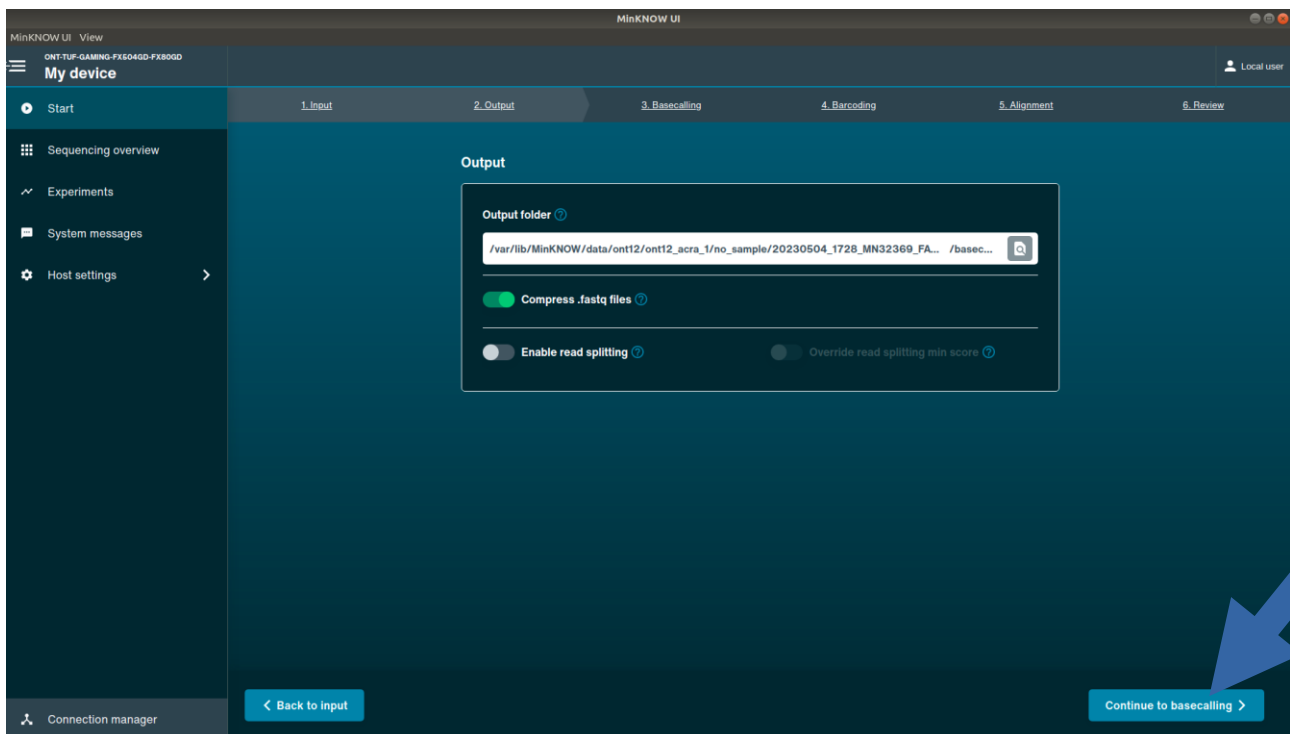 MinKNOW UI
MinKNOW UI View
ONT-TUF-GAMING-FX504GD-FX80GD
My device
Local user
Start
1. Input
2. Output
3. Basecalling
4. Barcoding
5. Alignment
6. Review
Sequencing overview
Experiments
System messages
Host settings
Output
Output folder
/var/lib/MinKNOW/data/ont12/ont12_acra_1/no_sample/20230504_1728_MN32369_FA... /basec...
Compress .fastq files
Enable read splitting
Override read splitting min score
Back to input
Continue to basecalling
Connection manager